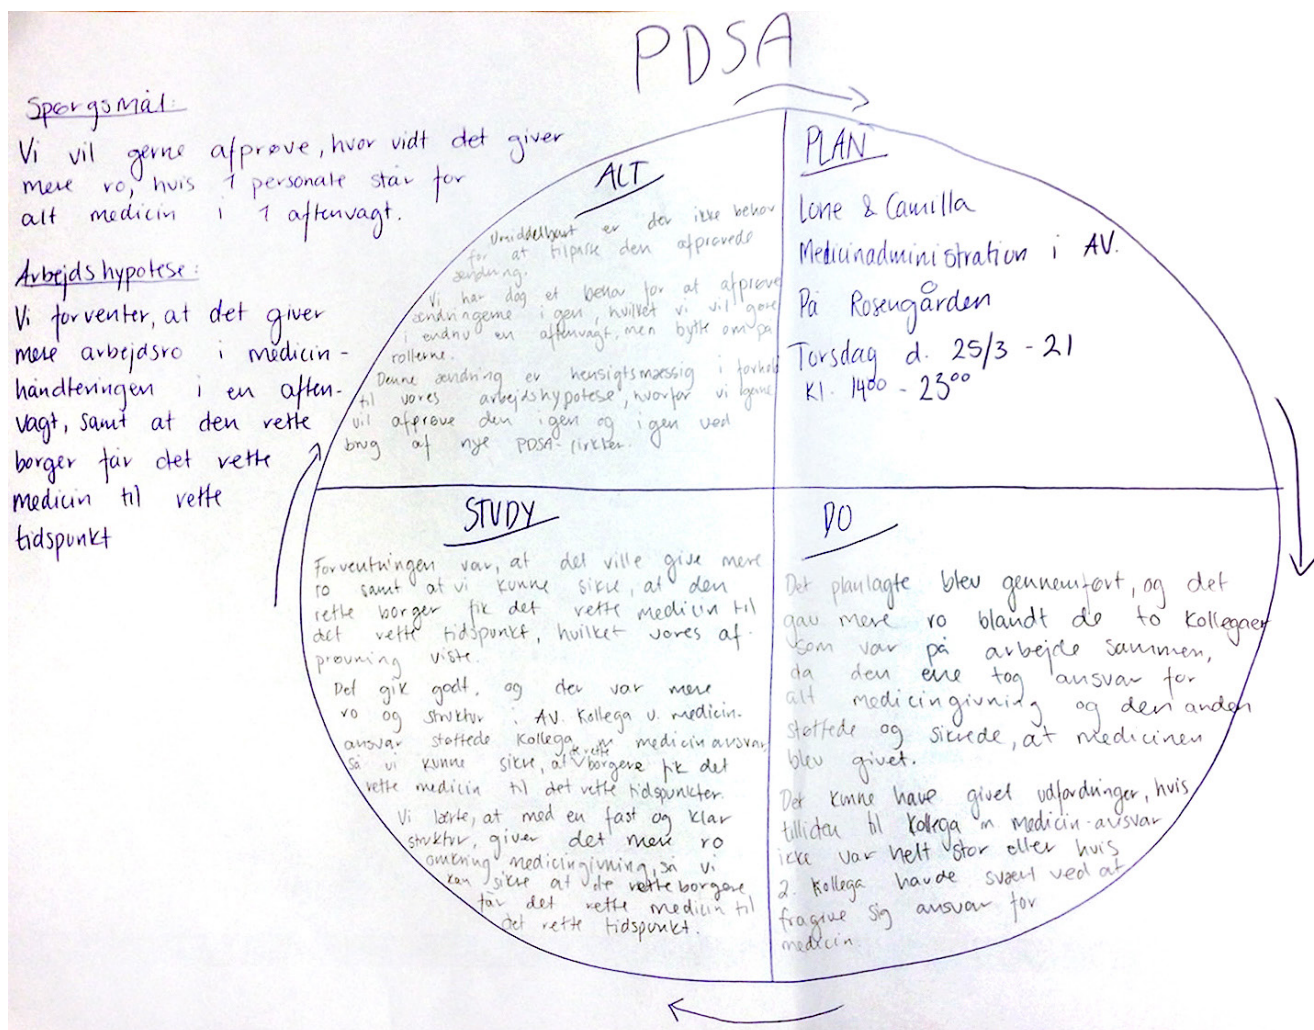 PDSA
Spørgsmål:
Vi vil gerne afprøve, hvor vidt det giver
mere ro, hvis 1 personale står for
alt medicin i 1 aftenvagt.
Arbejdshypotese:
Vi forventer, at det giver
mere arbejdsro i medicin-
håndteringen i en aften-
vagt, samt at den rette
borger får det rette
medicin til rette
tidspunkt
PLAN
Lone & Camilla
Medicinadministration i AV.
På Rosengården
Torsdag d. 25/3 - 21
Kl. 14⁰⁰ - 23⁰⁰
DO
Det planlagte blev gennemført, og det
gav mere ro blandt de to kollegaer
som var på arbejde sammen,
da den ene tog ansvar for
alt medicingivning og den anden
støttede og sikrede, at medicinen
blev givet.
Det kunne have givet udfordringer, hvis
tilliden til kollega m medicin-ansvar
ikke var helt stor eller hvis
2. kollega havde svært ved at
fragive sig ansvar for
medicin
STUDY
Forventningen var, at det ville give mere
ro samt at vi kunne sikre, at den
rette borger fik det rette medicin til
det rette tidspunkt, hvilket vores af-
prøvning viste.
Det gik godt, og der var mere
ro og struktur i AV. Kollega u. medicin-
ansvar støttede kollega m medicinansvar,
så vi kunne sikre, at de rette borgere fik det
rette medicin til det rette tidspunkter.
Vi lærte, at med en fast og klar
struktur, giver det mere ro
omkring medicingivning, så vi
kan sikre at de rette borgere
får det rette medicin til
det rette tidspunkt.
ALT
Umiddelbart er der ikke behov
for at tilpasse den afprøvede
ændring.
Vi har dog et behov for at afprøve
ændringerne igen, hvilket vi vil gøre
i endnu en aftenvagt, men bytte om på
rollerne.
Denne ændring er hensigtsmæssig i forhold
til vores arbejdshypotese, hvorfor vi gerne
vil afprøve den igen og igen ved
brug af nye PDSA-cirkler.